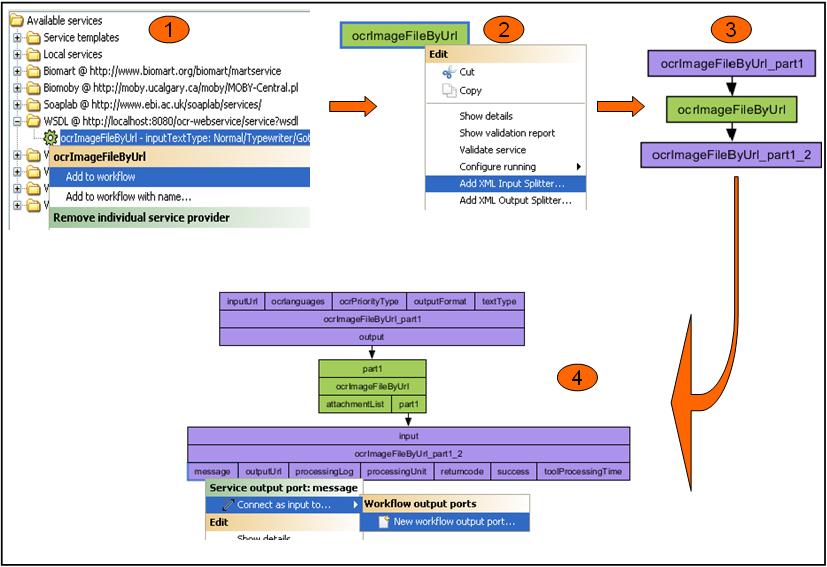 1
Available services
Service templates
Local services
Biomart @ http://www.biomart.org/biomart/martservice
Biomoby @ http://moby.ucalgary.ca/moby/MOBY-Central.pl
Soaplab @ http://www.ebi.ac.uk/soaplab/services/
WSDL @ http://localhost:8080/ocr-webservice/service?wsdl
ocrImageFileByUrl - inputTextType: Normal/Typewriter/Got
ocrImageFileByUrl
Add to workflow
Add to workflow with name...
Remove individual service provider
W
W
W
W
2
ocrImageFileByUrl
Edit
Cut
Copy
Show details
Show validation report
Validate service
Configure running
Add XML Input Splitter...
Add XML Output Splitter...
3
ocrImageFileByUrl_part1
ocrImageFileByUrl
ocrImageFileByUrl_part1_2
4
inputUrl ocrlanguages ocrPriorityType outputFormat textType
ocrImageFileByUrl_part1
output
part1
ocrImageFileByUrl
attachmentList part1
input
ocrImageFileByUrl_part1_2
message outputUrl processingLog processingUnit returncode success toolProcessingTime
Service output port: message
Connect as input to...
Workflow output ports
New workflow output port...
Edit
Show details